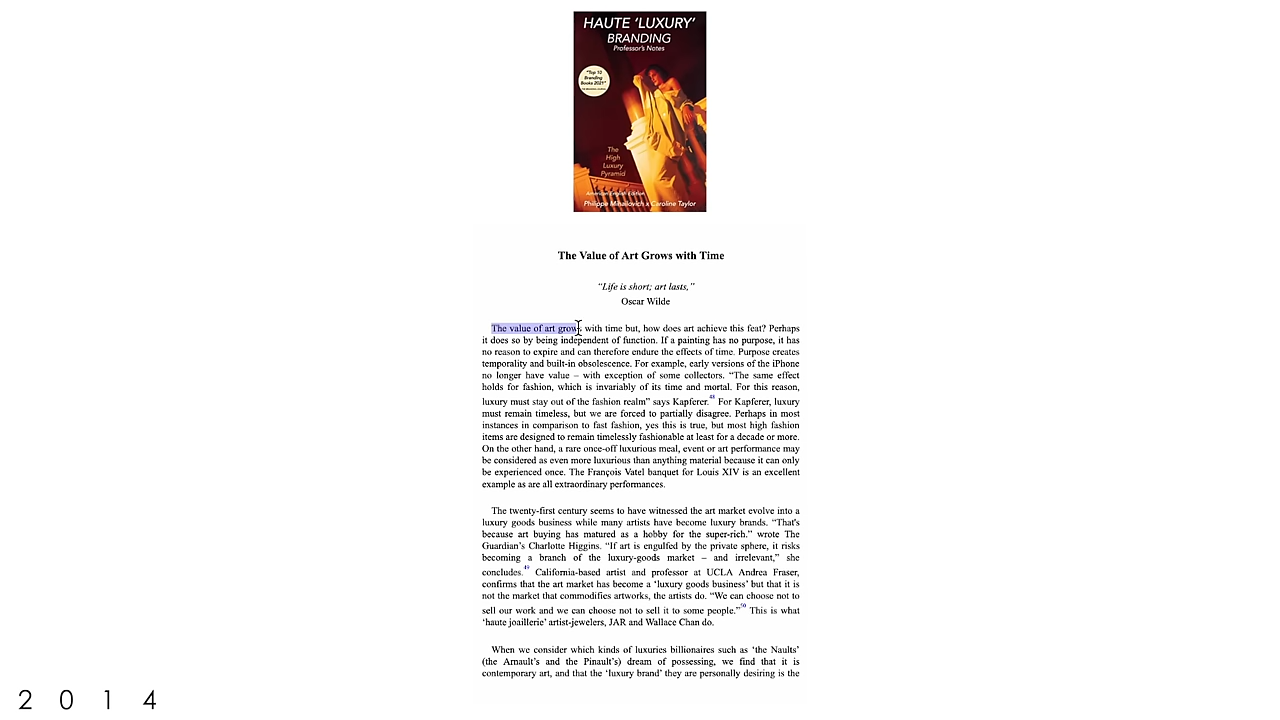 HAUTE 'LUXURY'
BRANDING
Professor's Notes
"Top 10
Branding
Books 2021"
The
High
Luxury
Pyramid
American English Edition
Philippe Mihailovich x Caroline Taylor
The Value of Art Grows with Time
"Life is short; art lasts,"
Oscar Wilde
The value of art grows with time but, how does art achieve this feat? Perhaps
it does so by being independent of function. If a painting has no purpose, it has
no reason to expire and can therefore endure the effects of time. Purpose creates
temporality and built-in obsolescence. For example, early versions of the iPhone
no longer have value – with exception of some collectors. "The same effect
holds for fashion, which is invariably of its time and mortal. For this reason,
luxury must stay out of the fashion realm" says Kapferer.48 For Kapferer, luxury
must remain timeless, but we are forced to partially disagree. Perhaps in most
instances in comparison to fast fashion, yes this is true, but most high fashion
items are designed to remain timelessly fashionable at least for a decade or more.
On the other hand, a rare once-off luxurious meal, event or art performance may
be considered as even more luxurious than anything material because it can only
be experienced once. The François Vatel banquet for Louis XIV is an excellent
example as are all extraordinary performances.
The twenty-first century seems to have witnessed the art market evolve into a
luxury goods business while many artists have become luxury brands. "That's
because art buying has matured as a hobby for the super-rich." wrote The
Guardian's Charlotte Higgins. "If art is engulfed by the private sphere, it risks
becoming a branch of the luxury-goods market – and irrelevant," she
concludes.49 California-based artist and professor at UCLA Andrea Fraser,
confirms that the art market has become a 'luxury goods business' but that it is
not the market that commodifies artworks, the artists do. "We can choose not to
sell our work and we can choose not to sell it to some people."50 This is what
'haute joaillerie' artist-jewelers, JAR and Wallace Chan do.
When we consider which kinds of luxuries billionaires such as 'the Naults'
(the Arnault's and the Pinault's) dream of possessing, we find that it is
contemporary art, and that the 'luxury brand' they are personally desiring is the
2014